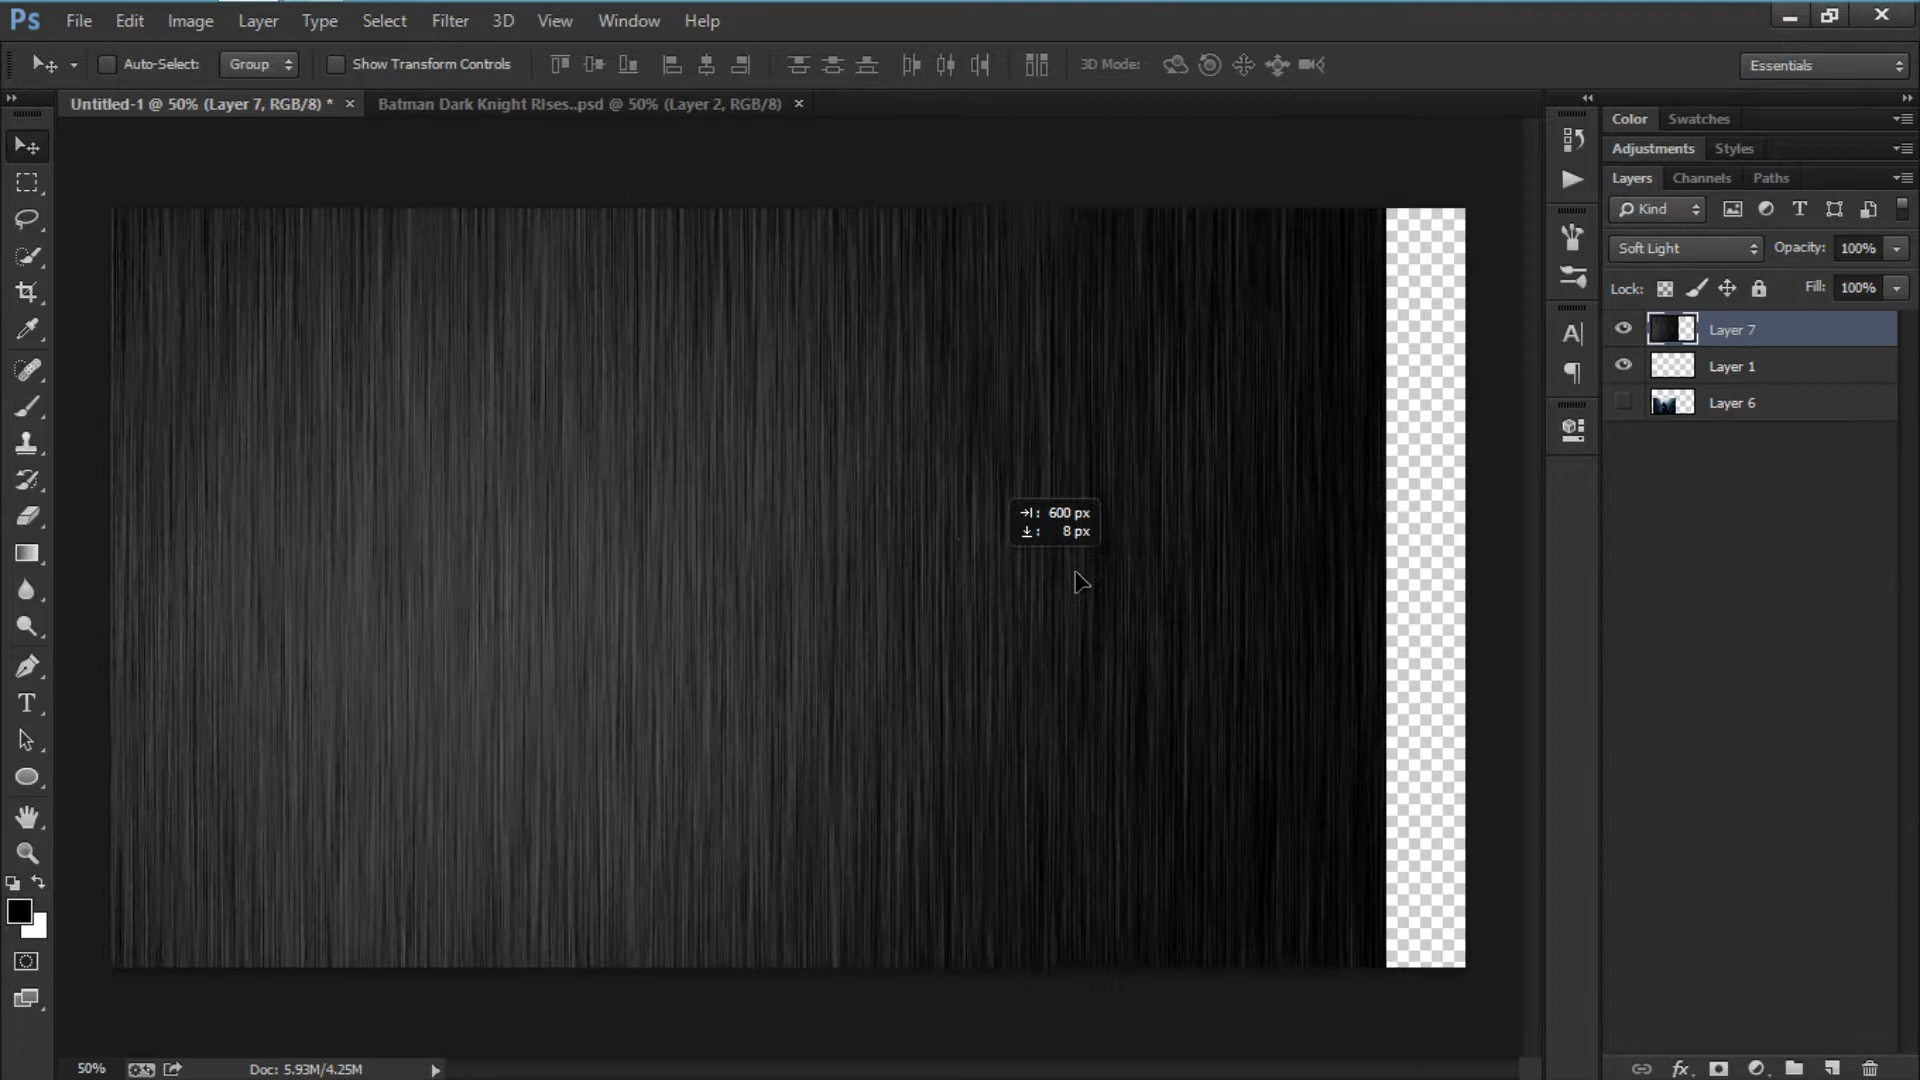 Ps File Edit Image Layer Type Select Filter 3D View Window Help
Auto-Select: Group Show Transform Controls 3D Mode: Essentials
Untitled-1 @ 50% (Layer 7, RGB/8) * Batman Dark Knight RIses..psd @ 50% (Layer 2, RGB/8)
Color Swatches
Adjustments Styles
Layers Channels Paths
Kind
Soft Light Opacity: 100%
Lock: Fill: 100%
Layer 7
Layer 1
Layer 6
600 px
8 px
50% Doc: 5.93M/4.25M